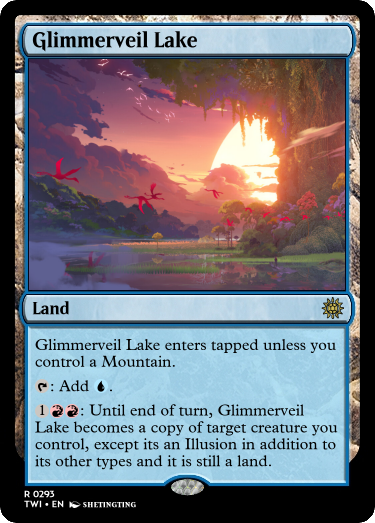 Glimmerveil Lake
Land
Glimmerveil Lake enters tapped unless you
control a Mountain.
: Add .
1: Until end of turn, Glimmerveil
Lake becomes a copy of target creature you
control, except its an Illusion in addition to
its other types and it is still a land.
R 0293
TWI • EN SHETINGTING